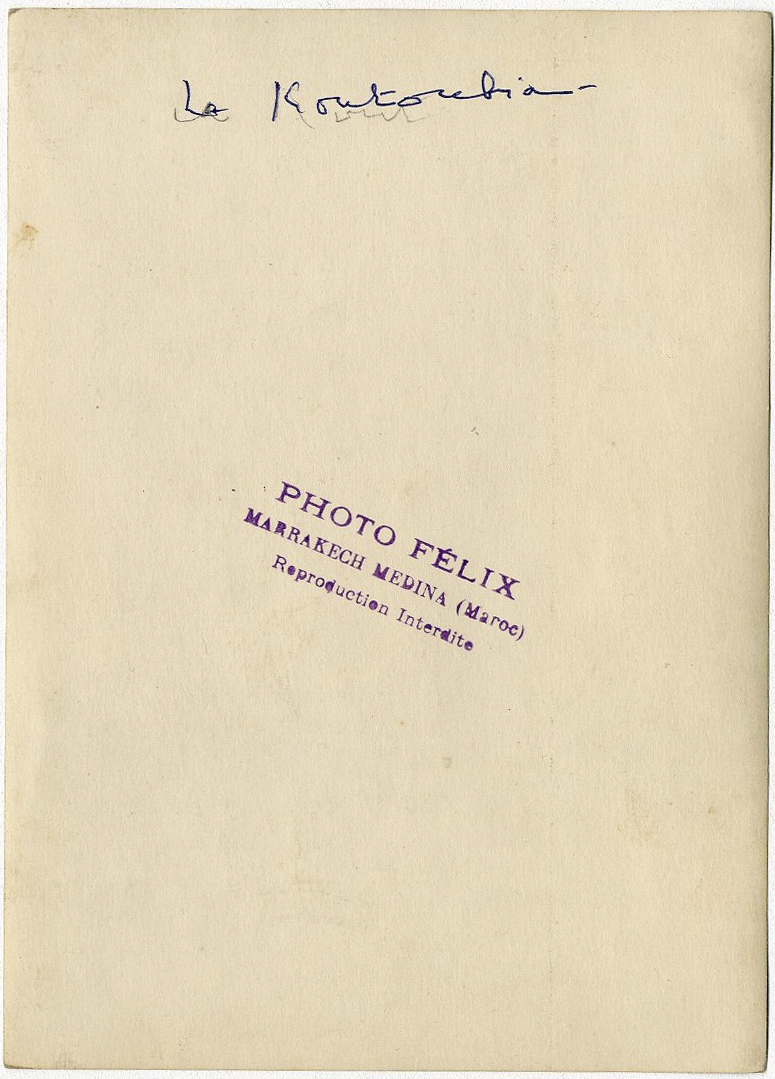 La Koutoubia
PHOTO FÉLIX
MARRAKECH MEDINA (Maroc)
Reproduction Interdite